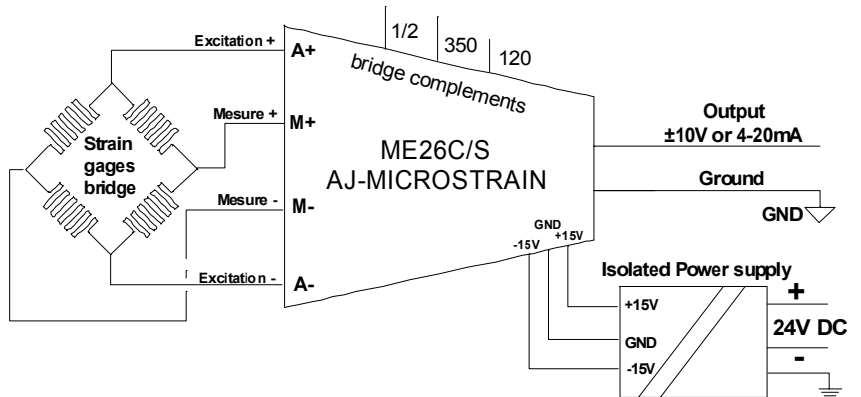 Excitation +
A+
1/2
350
120
bridge complements
Mesure +
M+
Strain
gages
bridge
ME26C/S
AJ-MICROSTRAIN
Output
±10V or 4-20mA
Mesure -
M-
Ground
GND
GND
-15V
+15V
Excitation -
A-
Isolated Power supply
+15V
GND
-15V
+
24V DC
-